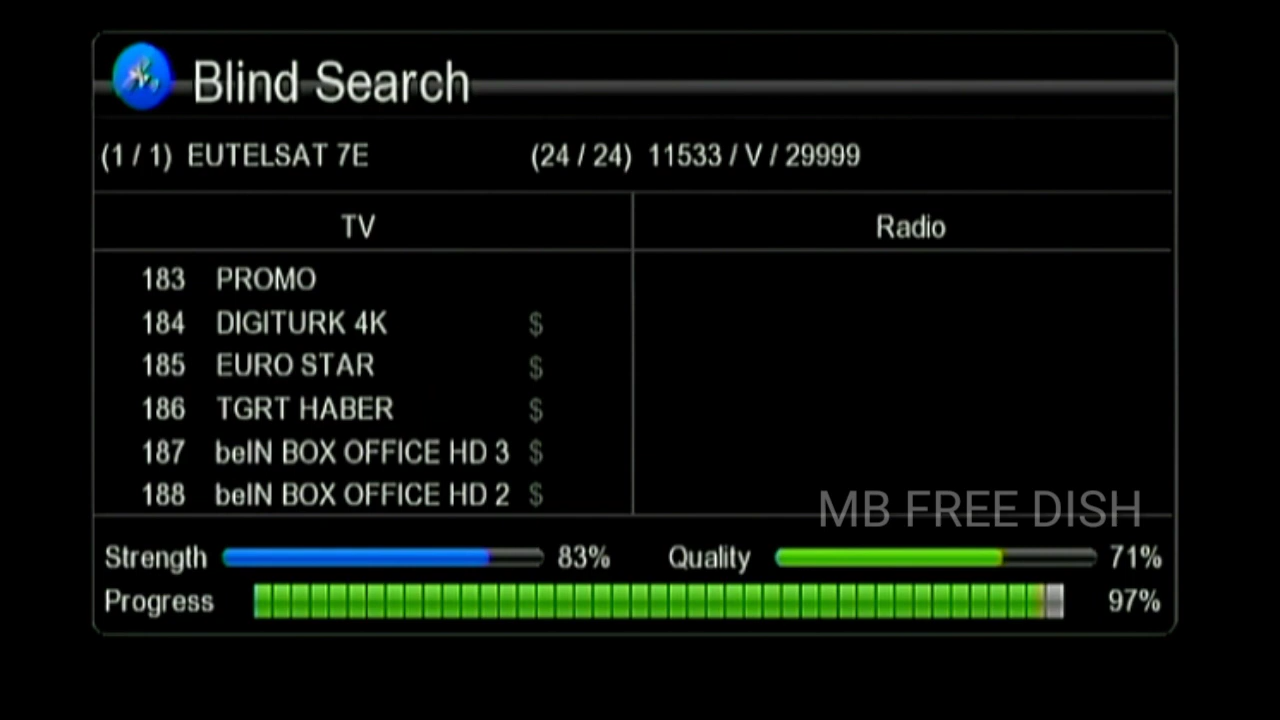 Blind Search
(1 / 1) EUTELSAT 7E (24 / 24) 11533 / V / 29999
TV Radio
183 PROMO
184 DIGITURK 4K $
185 EURO STAR $
186 TGRT HABER $
187 beIN BOX OFFICE HD 3 $
188 beIN BOX OFFICE HD 2 $
MB FREE DISH
Strength 83% Quality 71%
Progress 97%